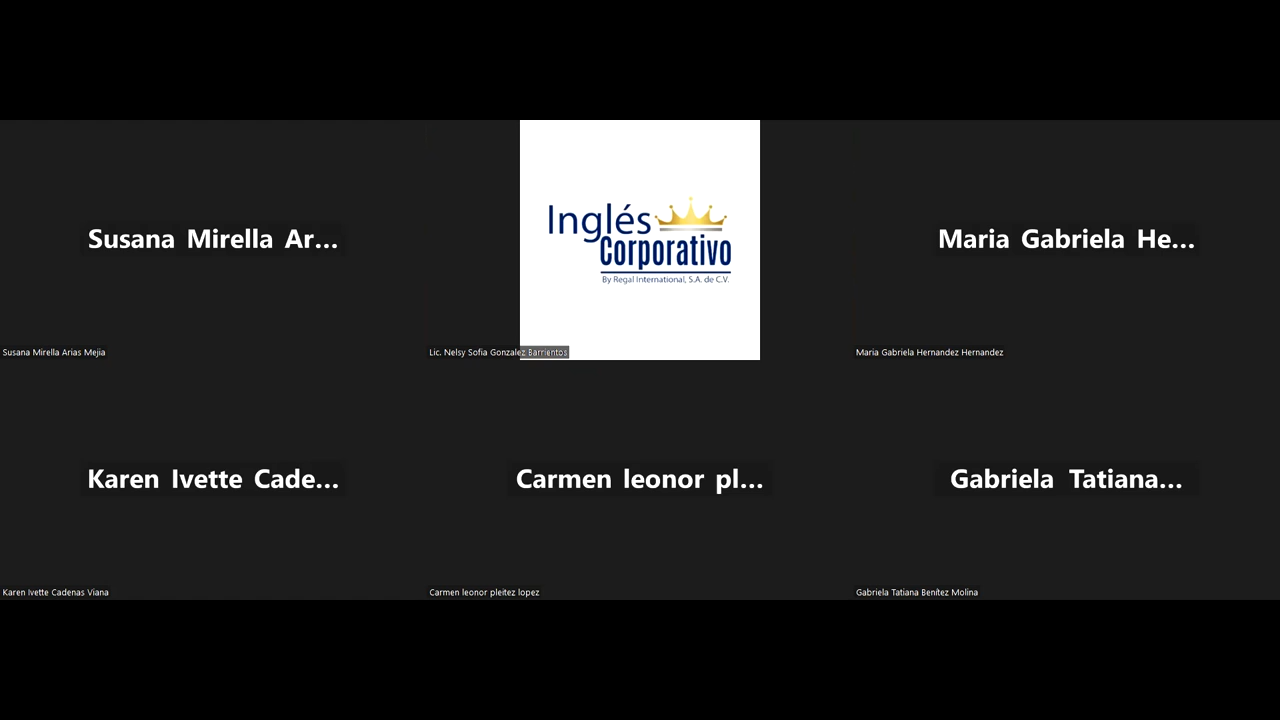 Susana Mirella Ar...
Susana Mirella Arias Mejia
Inglés
Corporativo
By Regal International, S.A. de C.V.
Lic. Nelsy Sofia Gonzalez Barrientos
Maria Gabriela He...
Maria Gabriela Hernandez Hernandez
Karen Ivette Cade...
Karen Ivette Cadenas Viana
Carmen leonor pl...
Carmen leonor pleitez lopez
Gabriela Tatiana...
Gabriela Tatiana Benítez Molina